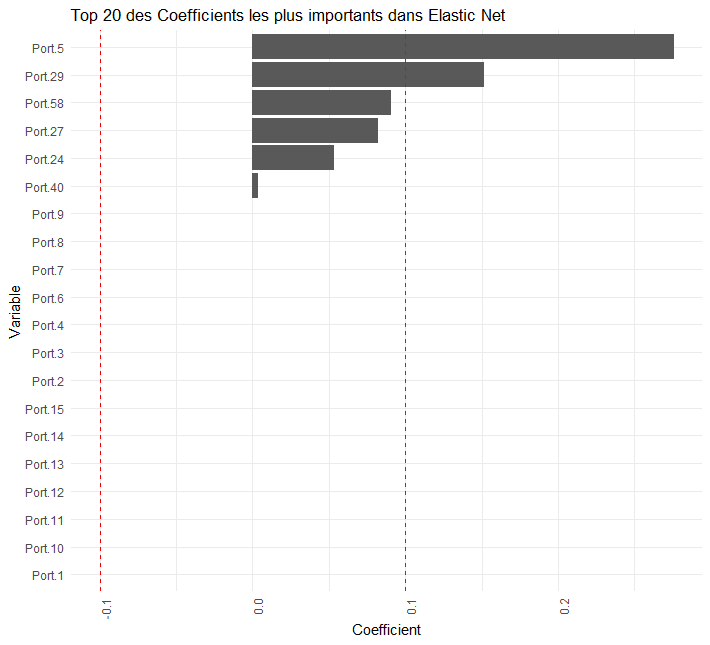 Top 20 des Coefficients les plus importants dans Elastic Net
Variable
Port.5
Port.29
Port.58
Port.27
Port.24
Port.40
Port.9
Port.8
Port.7
Port.6
Port.4
Port.3
Port.2
Port.15
Port.14
Port.13
Port.12
Port.11
Port.10
Port.1
-0.1
0.0
0.1
0.2
Coefficient